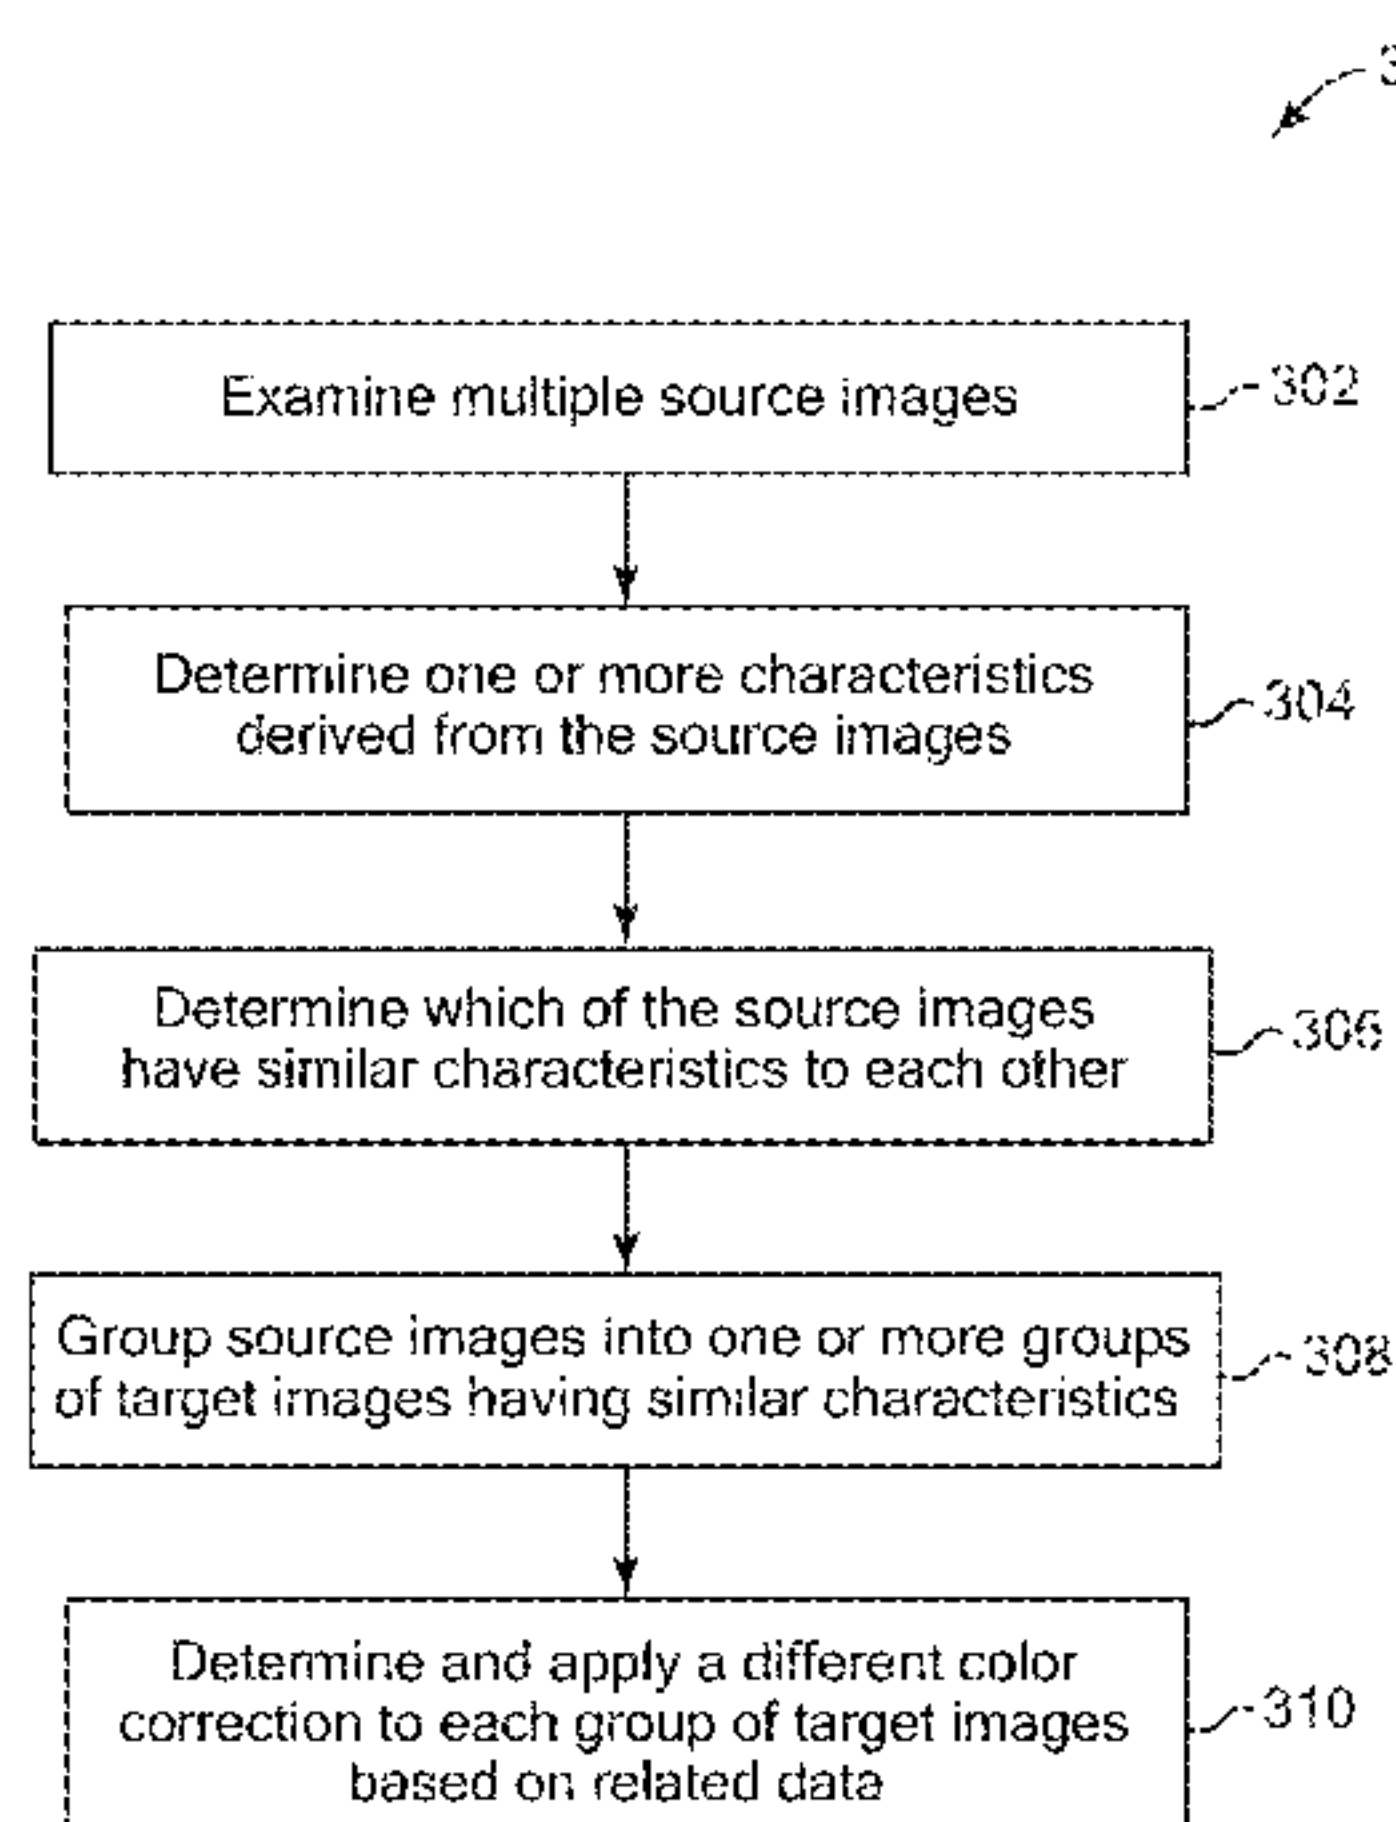 Examine multiple source images
302
Determine one or more characteristics
derived from the source images
304
Determine which of the source images
have similar characteristics to each other
306
Group source images into one or more groups
of target images having similar characteristics
308
Determine and apply a different color
correction to each group of target images
based on related data
310